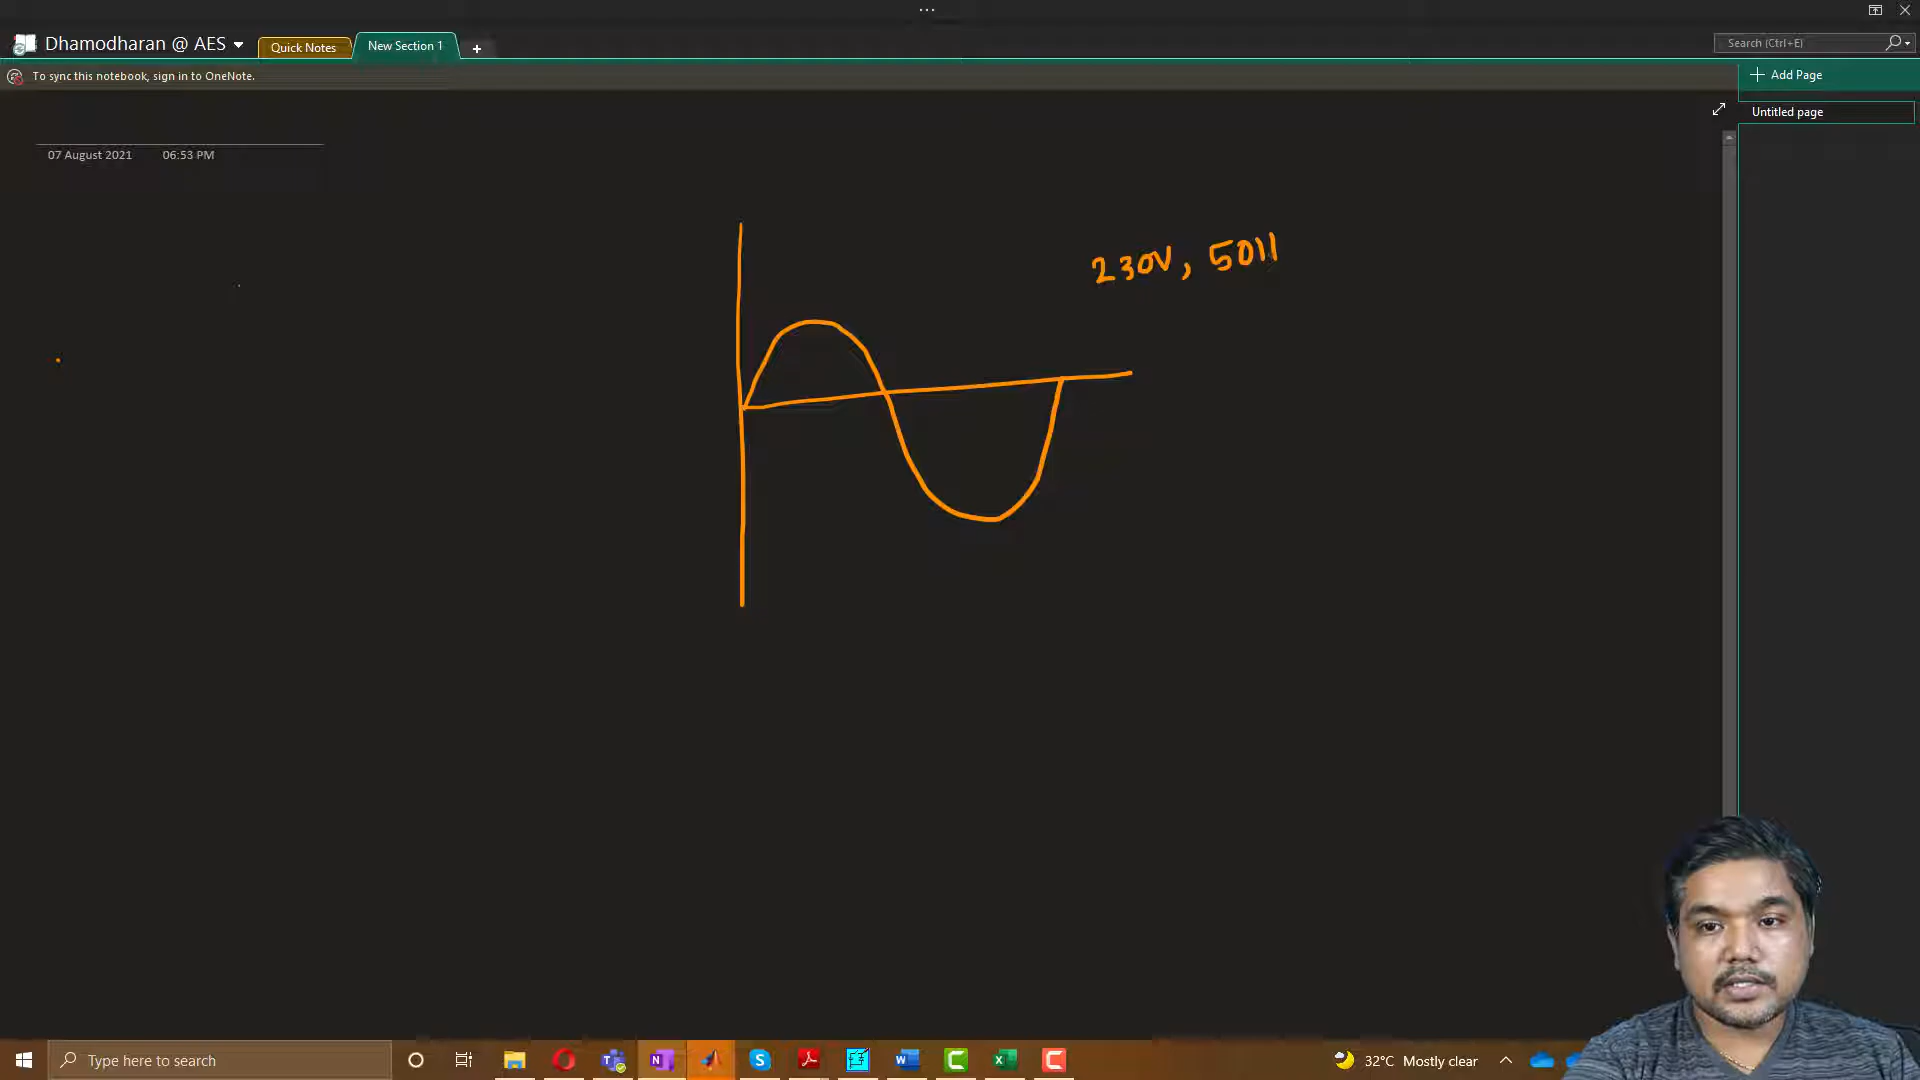 Dhamodharan @ AES
Quick Notes
New Section 1
+
Search (Ctrl+E)
To sync this notebook, sign in to OneNote.
Add Page
Untitled page
07 August 2021 06:53 PM
230V, 50H
Type here to search
32°C Mostly clear